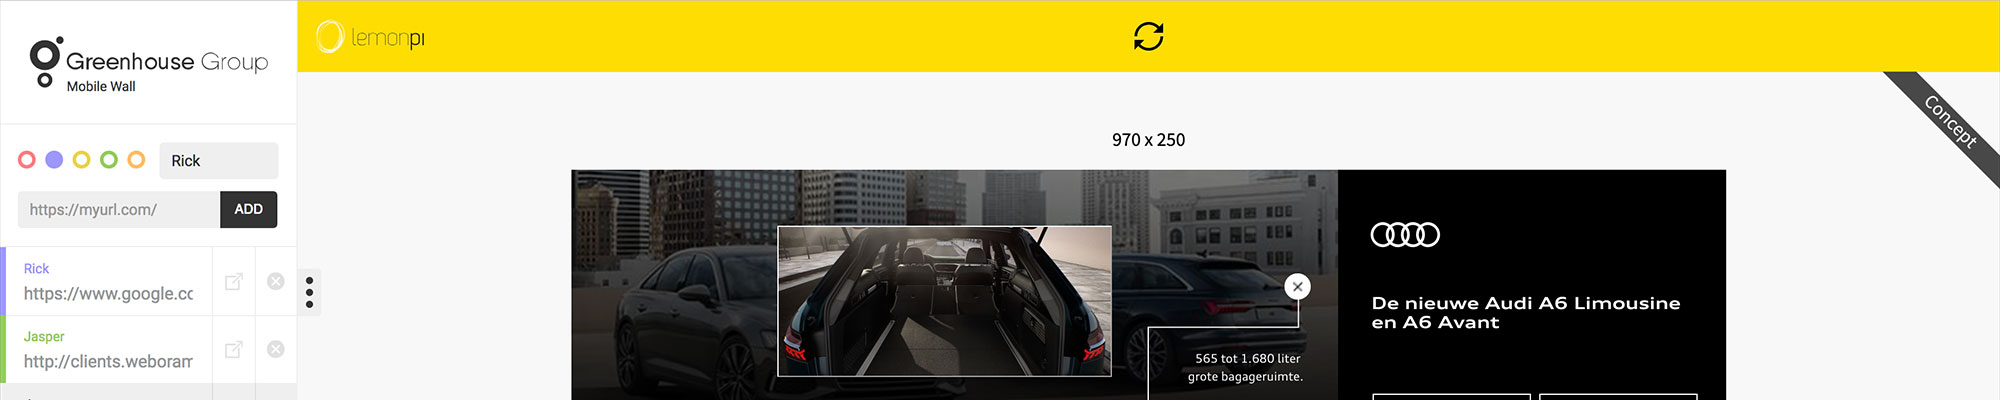 Greenhouse Group
Mobile Wall
Rick
https://myurl.com/
ADD
Rick
https://www.google.cc
Jasper
http://clients.weboram
lemonpi
Concept
970 x 250
565 tot 1.680 liter
grote bagageruimte.
De nieuwe Audi A6 Limousine
en A6 Avant